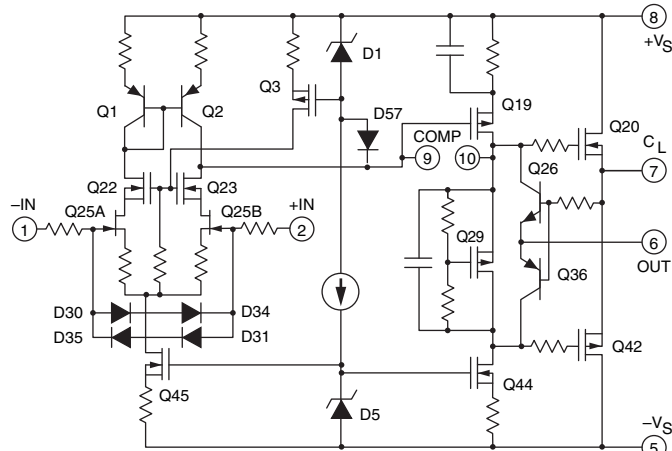 8
+VS
D1
Q3
Q1
Q2
Q19
D57
COMP
9
10
Q20
CL
7
Q26
Q22
Q23
–IN
+IN
Q25A
Q25B
1
2
Q29
6
OUT
Q36
D30
D34
D35
D31
Q42
Q45
Q44
D5
–VS
5